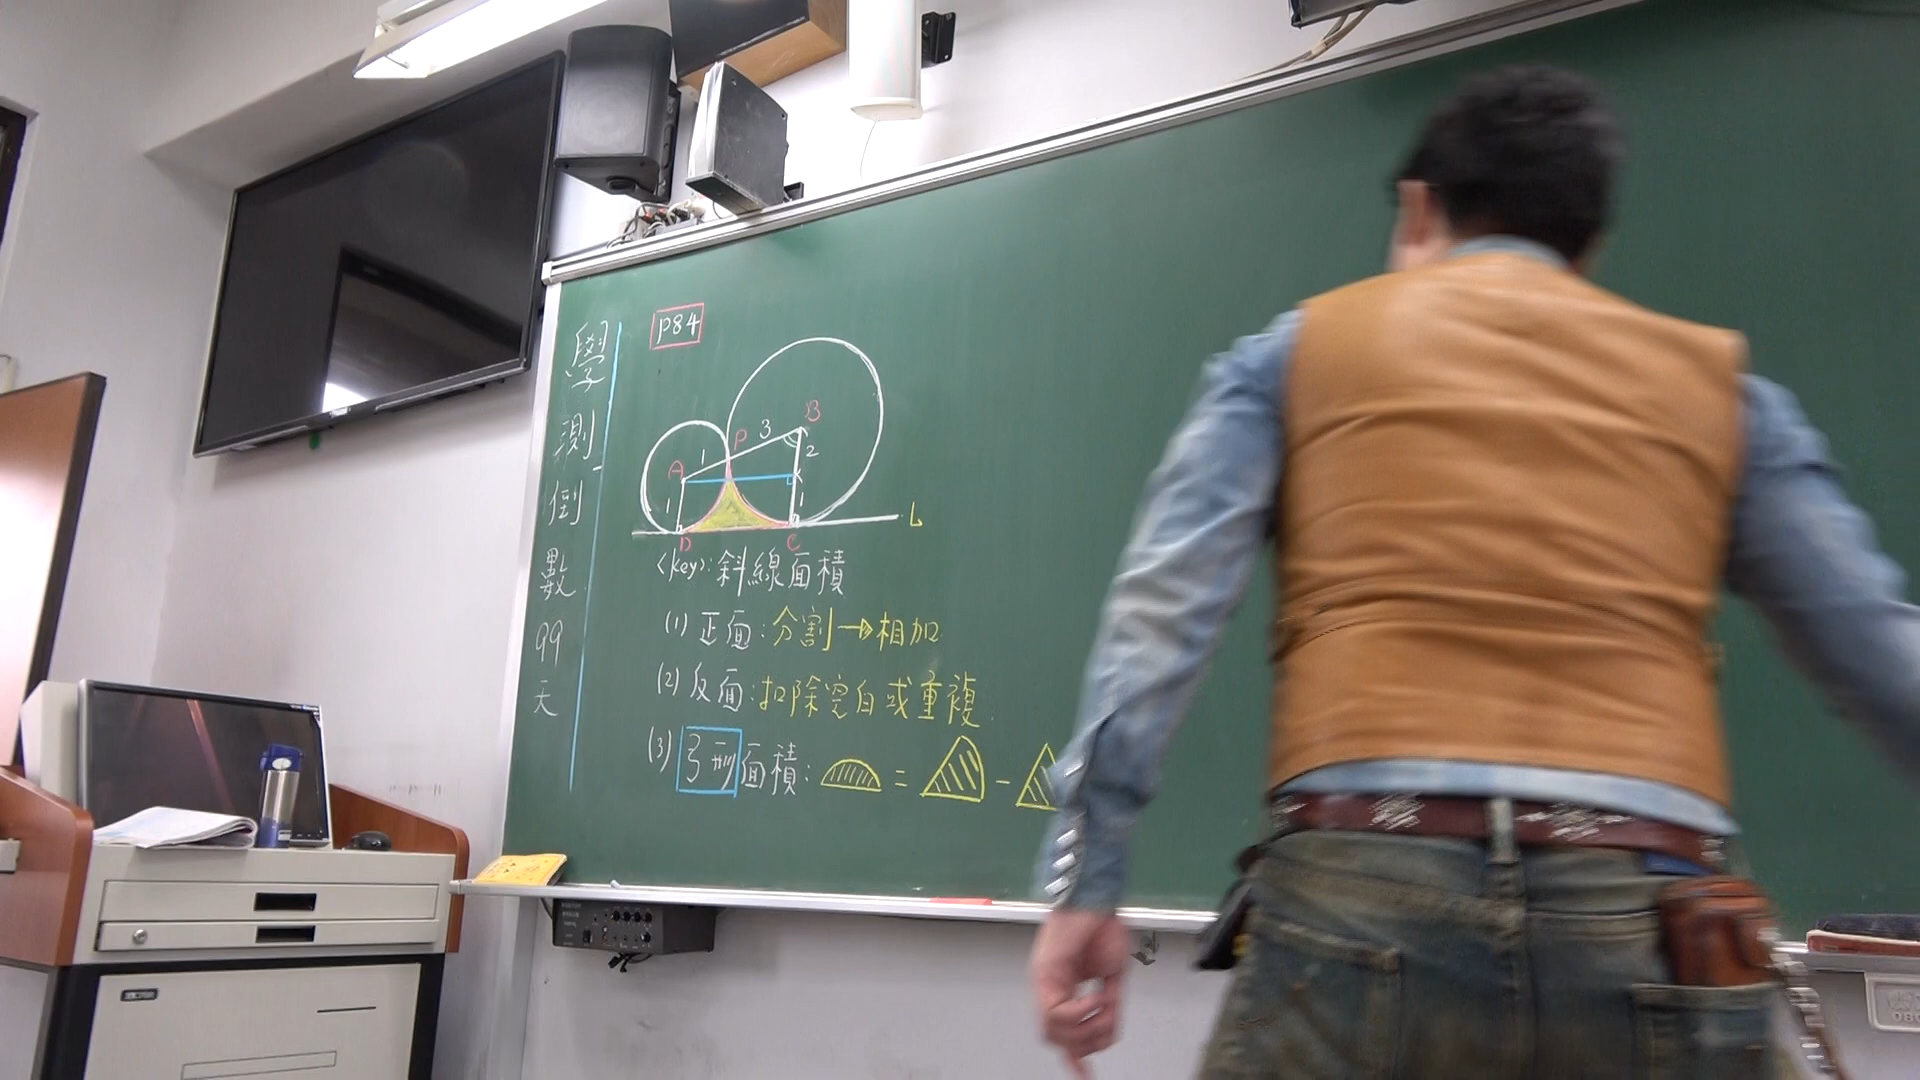 學測倒數99天
P84
B
P
3
2
A
1
1
1
D
C
L
<key>:斜線面積
(1) 正面:分割→相加
(2) 反面:扣除空白或重複.
(3) 弓形面積: = -